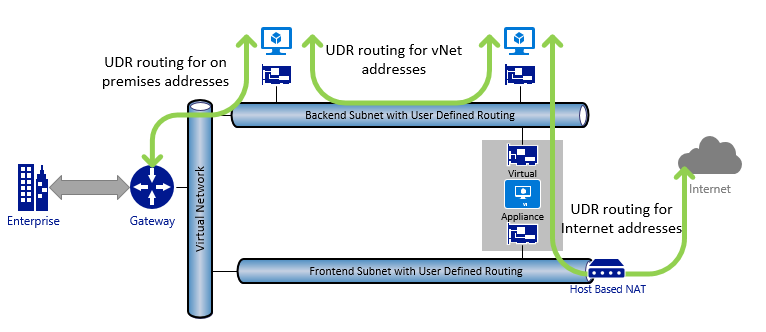 UDR routing for on
premises addresses
UDR routing for vNet
addresses
Backend Subnet with User Defined Routing
Virtual
Appliance
Virtual Network
Enterprise
Gateway
Internet
UDR routing for
Internet addresses
Frontend Subnet with User Defined Routing
Host Based NAT